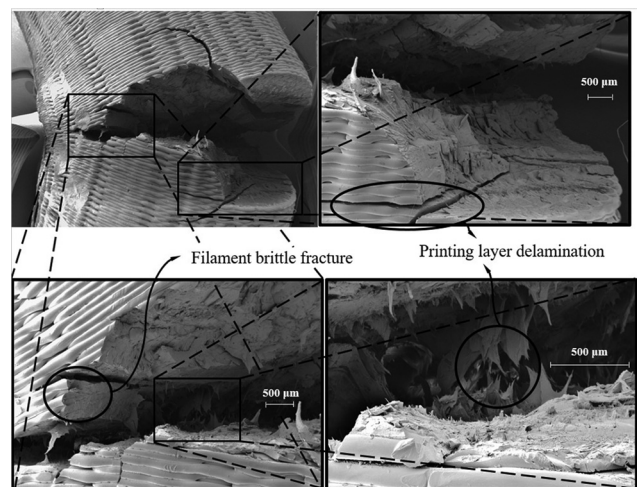 500 µm
Filament brittle fracture
Printing layer delamination
500 µm
500 µm